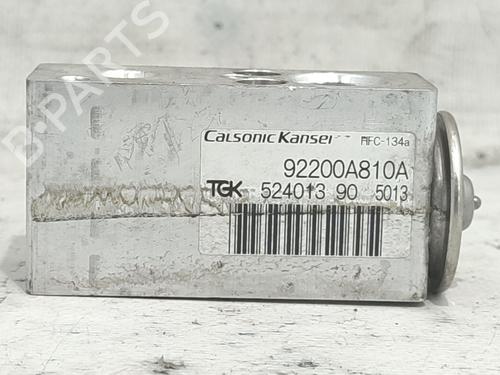 B-PARTS
Calsonic Kansei HFC-134a
92200A810A
TGK 524013 90 5013